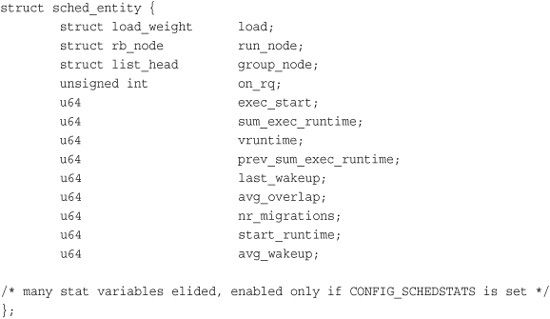 struct sched_entity {
        struct load_weight      load;
        struct rb_node          run_node;
        struct list_head        group_node;
        unsigned int            on_rq;
        u64                     exec_start;
        u64                     sum_exec_runtime;
        u64                     vruntime;
        u64                     prev_sum_exec_runtime;
        u64                     last_wakeup;
        u64                     avg_overlap;
        u64                     nr_migrations;
        u64                     start_runtime;
        u64                     avg_wakeup;

/* many stat variables elided, enabled only if CONFIG_SCHEDSTATS is set */
};